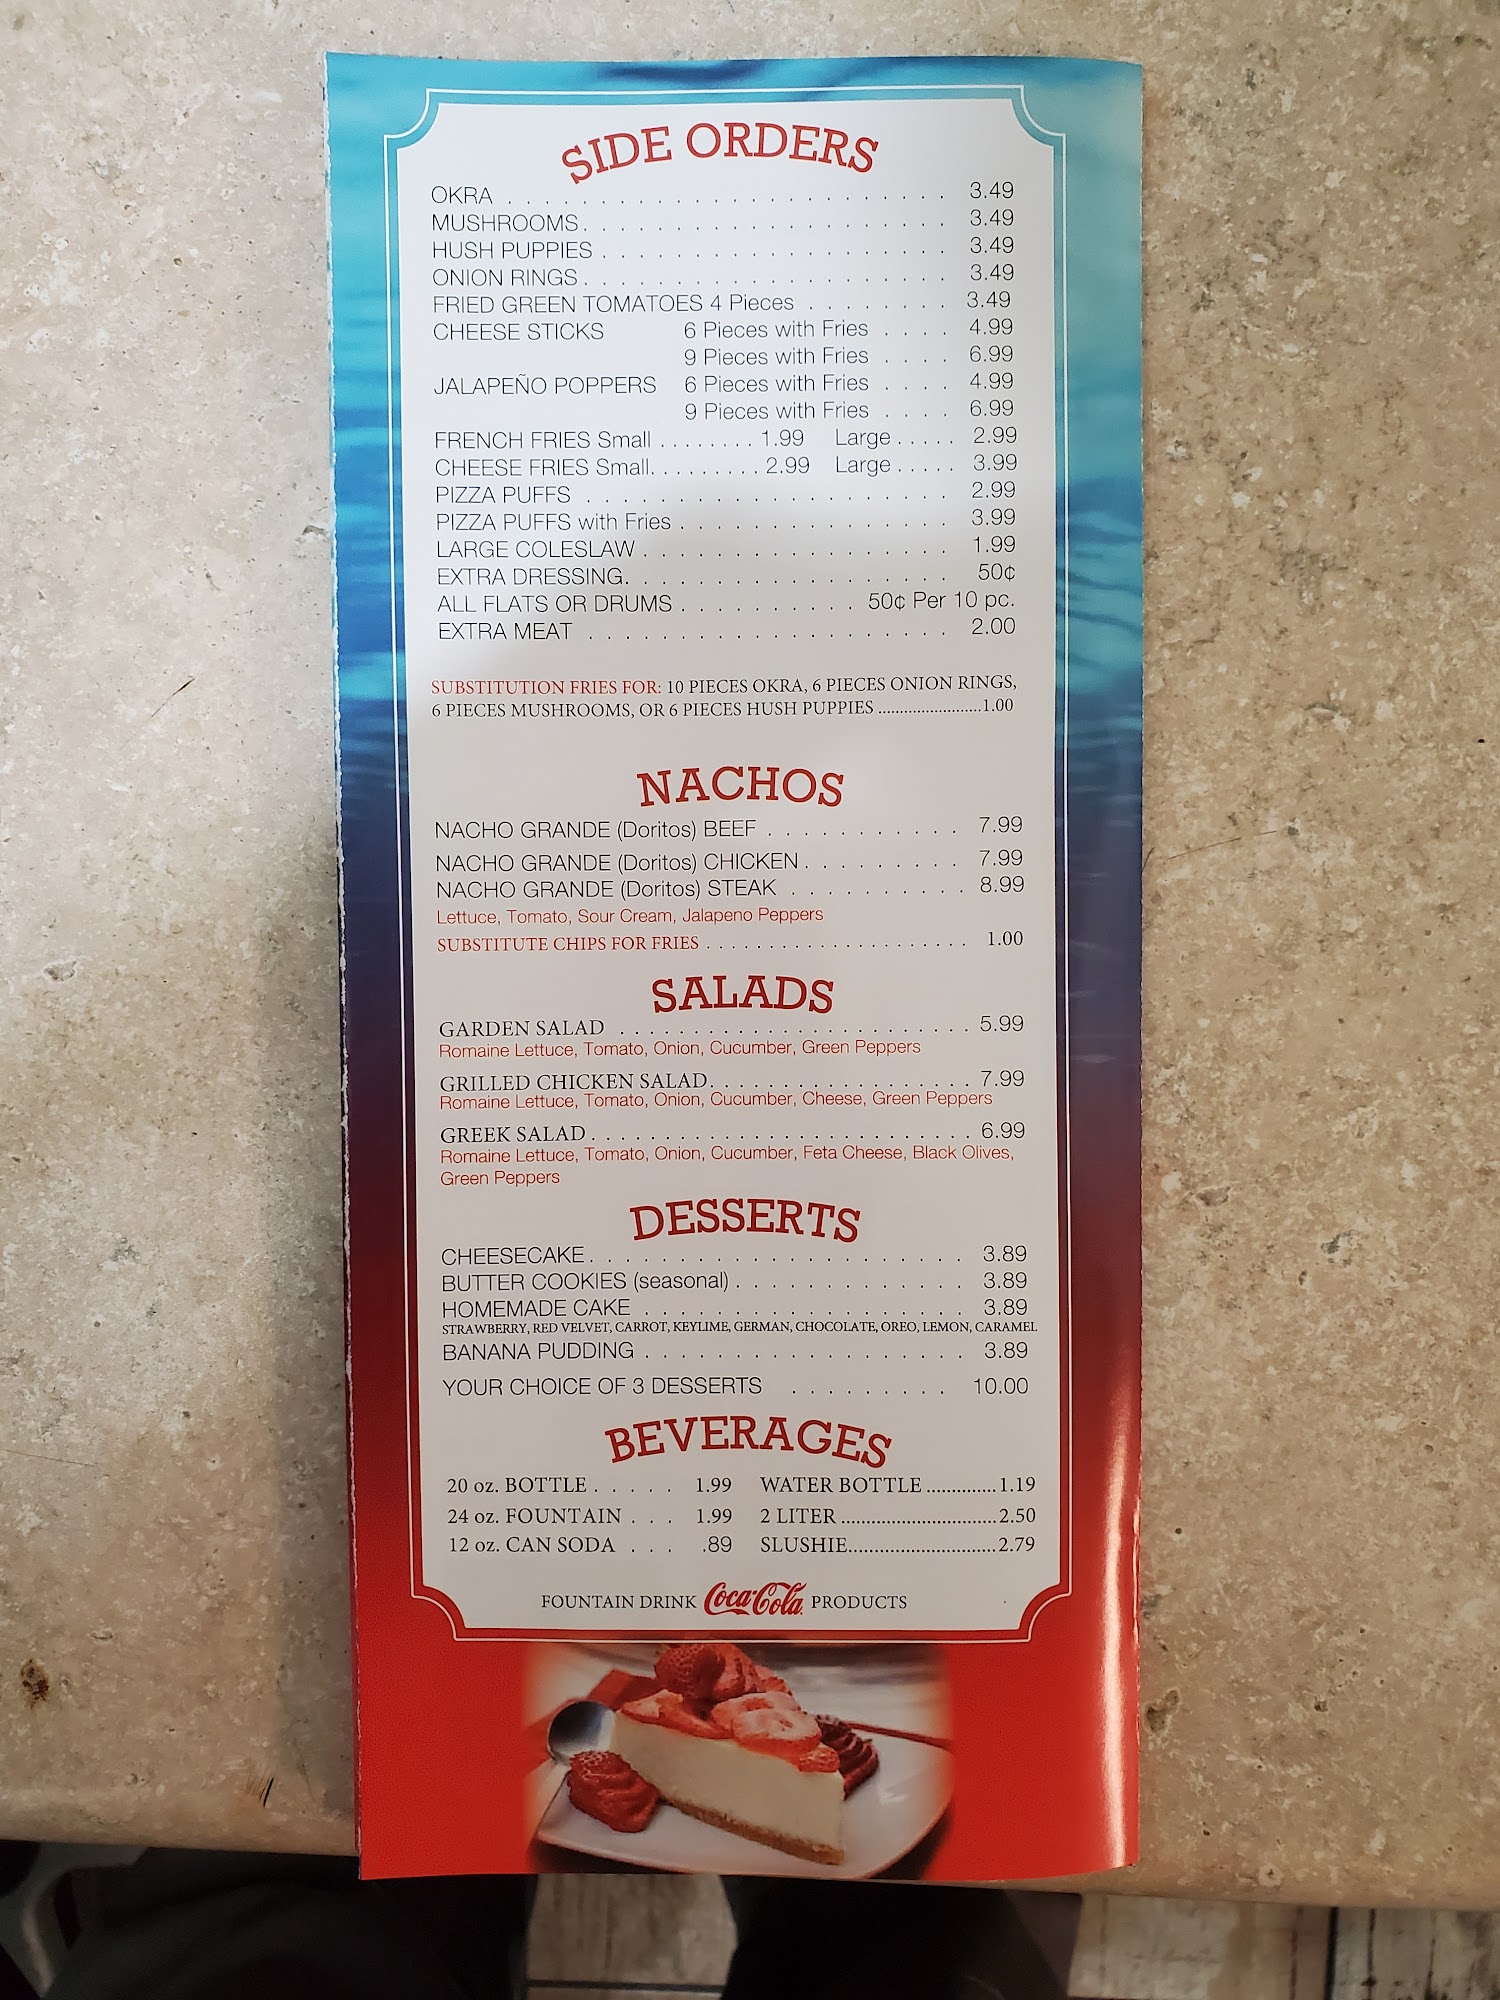 SIDE ORDERS
OKRA . . . . . . . . . . . . . . . . . . . . . . . . . . 3.49
MUSHROOMS. . . . . . . . . . . . . . . . . . . . . . 3.49
HUSH PUPPIES . . . . . . . . . . . . . . . . . . . . . 3.49
ONION RINGS. . . . . . . . . . . . . . . . . . . . . . 3.49
FRIED GREEN TOMATOES 4 Pieces . . . . . . . . 3.49
CHEESE STICKS 6 Pieces with Fries . . . . 4.99
9 Pieces with Fries . . . . 6.99
JALAPEÑO POPPERS 6 Pieces with Fries . . . . 4.99
9 Pieces with Fries . . . . 6.99
FRENCH FRIES Small . . . . . . . . 1.99 Large . . . . . 2.99
CHEESE FRIES Small. . . . . . . . . 2.99 Large . . . . . 3.99
PIZZA PUFFS . . . . . . . . . . . . . . . . . . . . . . 2.99
PIZZA PUFFS with Fries . . . . . . . . . . . . . . . . 3.99
LARGE COLESLAW . . . . . . . . . . . . . . . . . . . 1.99
EXTRA DRESSING. . . . . . . . . . . . . . . . . . . 50¢
ALL FLATS OR DRUMS . . . . . . . . . . 50¢ Per 10 pc.
EXTRA MEAT . . . . . . . . . . . . . . . . . . . . . . 2.00
SUBSTITUTION FRIES FOR: 10 PIECES OKRA, 6 PIECES ONION RINGS,
6 PIECES MUSHROOMS, OR 6 PIECES HUSH PUPPIES ........................1.00
NACHOS
NACHO GRANDE (Doritos) BEEF . . . . . . . . . . . 7.99
NACHO GRANDE (Doritos) CHICKEN . . . . . . . . . 7.99
NACHO GRANDE (Doritos) STEAK . . . . . . . . . . 8.99
Lettuce, Tomato, Sour Cream, Jalapeno Peppers
SUBSTITUTE CHIPS FOR FRIES . . . . . . . . . . . . . . . . . . . . . 1.00
SALADS
GARDEN SALAD . . . . . . . . . . . . . . . . . . . . . . . . 5.99
Romaine Lettuce, Tomato, Onion, Cucumber, Green Peppers
GRILLED CHICKEN SALAD. . . . . . . . . . . . . . . . . . 7.99
Romaine Lettuce, Tomato, Onion, Cucumber, Cheese, Green Peppers
GREEK SALAD . . . . . . . . . . . . . . . . . . . . . . . . . . 6.99
Romaine Lettuce, Tomato, Onion, Cucumber, Feta Cheese, Black Olives,
Green Peppers
DESSERTS
CHEESECAKE. . . . . . . . . . . . . . . . . . . . . . 3.89
BUTTER COOKIES (seasonal) . . . . . . . . . . . . . 3.89
HOMEMADE CAKE . . . . . . . . . . . . . . . . . . . 3.89
STRAWBERRY, RED VELVET, CARROT, KEYLIME, GERMAN, CHOCOLATE, OREO, LEMON, CARAMEL
BANANA PUDDING . . . . . . . . . . . . . . . . . . . 3.89
YOUR CHOICE OF 3 DESSERTS . . . . . . . . . 10.00
BEVERAGES
20 oz. BOTTLE . . . . . 1.99 WATER BOTTLE ..............1.19
24 oz. FOUNTAIN . . . 1.99 2 LITER ...............................2.50
12 oz. CAN SODA . . . .89 SLUSHIE.............................2.79
FOUNTAIN DRINK Coca-Cola PRODUCTS